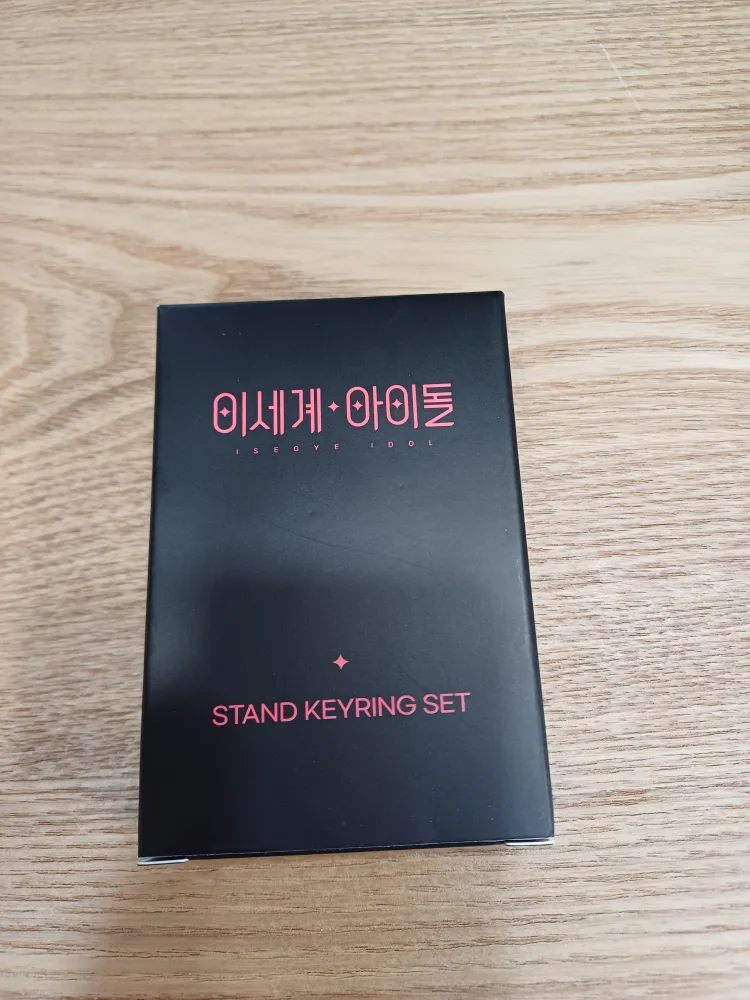 이세계✦아이돌
ISEGYE IDOL
STAND KEYRING SET